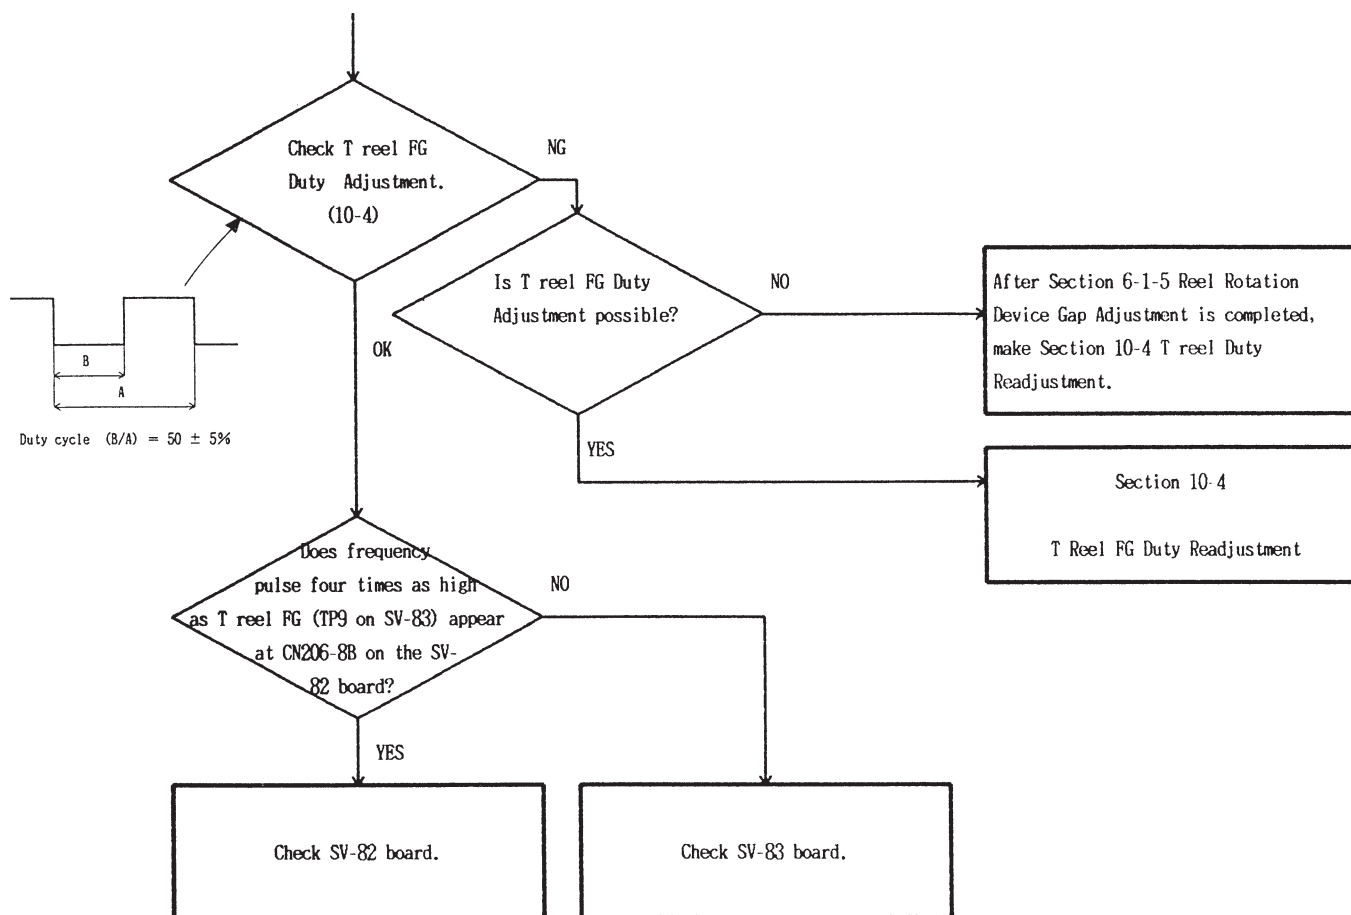 Check T reel FG
Duty Adjustment.
(10-4)
NG
Is T reel FG Duty
Adjustment possible?
NO
After Section 6-1-5 Reel Rotation
Device Gap Adjustment is completed,
make Section 10-4 T reel Duty
Readjustment.
OK
B
A
Duty cycle (B/A) = 50 ± 5%
YES
Section 10-4
T Reel FG Duty Readjustment
Does frequency
pulse four times as high
as T reel FG (TP9 on SV-83) appear
at CN206-8B on the SV-
82 board?
NO
YES
Check SV-82 board.
Check SV-83 board.